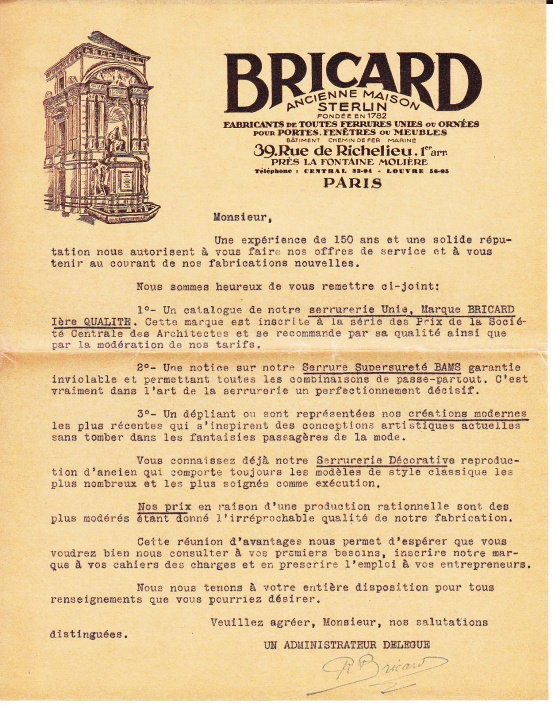 BRICARD
ANCIENNE MAISON
STERLIN
FONDÉE EN 1782
FABRICANTS DE TOUTES FERRURES UNIES OU ORNÉES
POUR PORTES, FENÊTRES OU MEUBLES
BÂTIMENT CHEMIN DE FER MARINE
39, Rue de Richelieu, 1er arr.
PRÈS LA FONTAINE MOLIÈRE
Téléphone : CENTRAL 33-04 - LOUVRE 56-05
PARIS
Monsieur,
Une expérience de 150 ans et une solide répu-
tation nous autorisent à vous faire nos offres de service et à vous
tenir au courant de nos fabrications nouvelles.
Nous sommes heureux de vous remettre ci-joint:
1°- Un catalogue de notre serrurerie Unie, Marque BRICARD
Ière QUALITE. Cette marque est inscrite à la série des Prix de la Socié-
té Centrale des Architectes et se recommande par sa qualité ainsi que
par la modération de nos tarifs.
2°- Une notice sur notre Serrure Supersureté BAMS garantie
inviolable et permettant toutes les combinaisons de passe-partout. C'est
vraiment dans l'art de la serrurerie un perfectionnement décisif.
3°- Un dépliant ou sont représentées nos créations modernes
les plus récentes qui s'inspirent des conceptions artistiques actuelles
sans tomber dans les fantaisies passagères de la mode.
Vous connaissez déjà notre Serrurerie Décorative reproduc-
tion d'ancien qui comporte toujours les modèles de style classique les
plus nombreux et les plus soignés comme exécution.
Nos prix en raison d'une production rationnelle sont des
plus modérés étant donné l'irréprochable qualité de notre fabrication.
Cette réunion d'avantages nous permet d'espérer que vous
voudrez bien nous consulter à vos premiers besoins, inscrire notre mar-
que à vos cahiers des charges et en prescrire l'emploi à vos entrepreneurs.
Nous nous tenons à votre entière disposition pour tous
renseignements que vous pourriez désirer.
Veuillez agréer, Monsieur, nos salutations
distinguées.
UN ADMINISTRATEUR DELEGUE
R Bricard